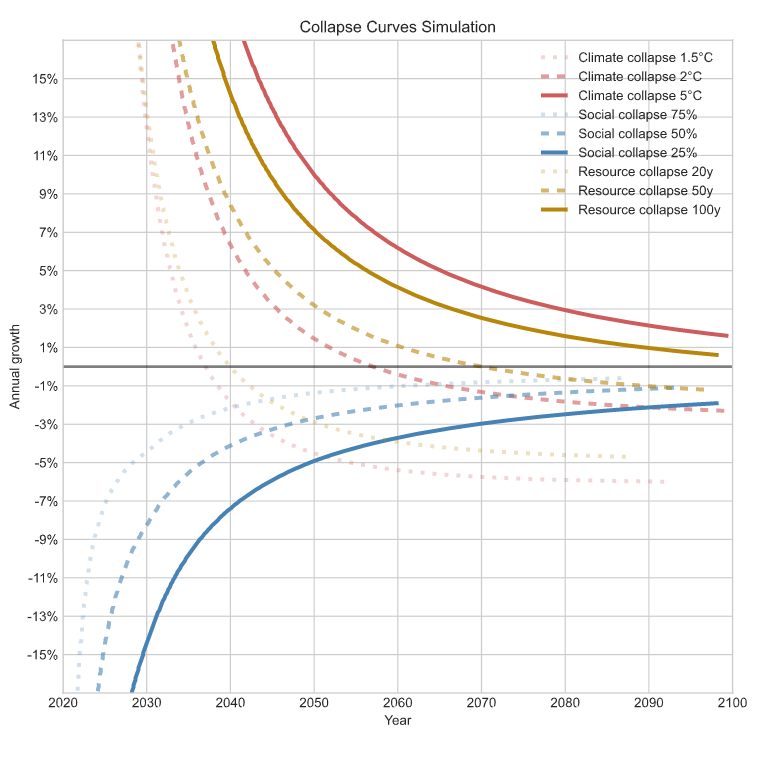 Collapse Curves Simulation
Climate collapse 1.5°C
Climate collapse 2°C
Climate collapse 5°C
Social collapse 75%
Social collapse 50%
Social collapse 25%
Resource collapse 20y
Resource collapse 50y
Resource collapse 100y
15%
13%
11%
9%
7%
5%
3%
1%
-1%
-3%
-5%
-7%
-9%
-11%
-13%
-15%
Annual growth
2020 2030 2040 2050 2060 2070 2080 2090 2100
Year